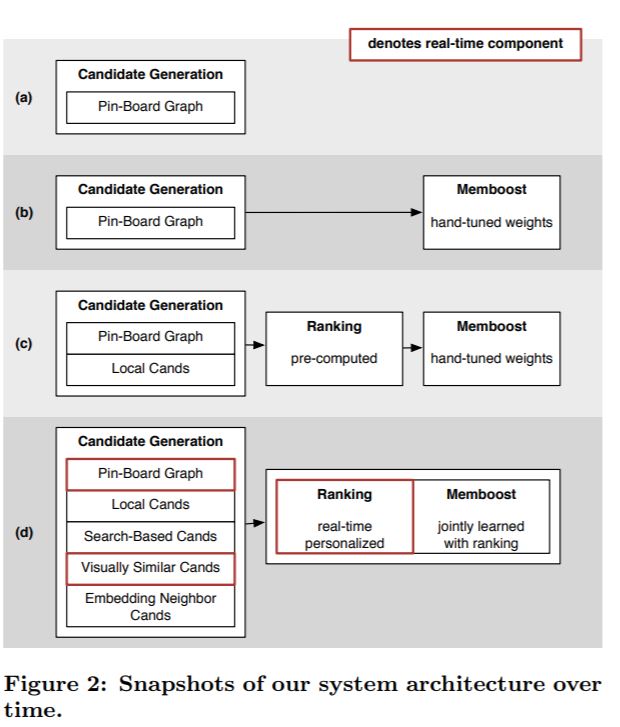 denotes real-time component
(a)
Candidate Generation
Pin-Board Graph
(b)
Candidate Generation
Pin-Board Graph
Memboost
hand-tuned weights
(c)
Candidate Generation
Pin-Board Graph
Local Cands
Ranking
pre-computed
Memboost
hand-tuned weights
(d)
Candidate Generation
Pin-Board Graph
Local Cands
Search-Based Cands
Visually Similar Cands
Embedding Neighbor
Cands
Ranking
real-time
personalized
Memboost
jointly learned
with ranking
Figure 2: Snapshots of our system architecture over
time.